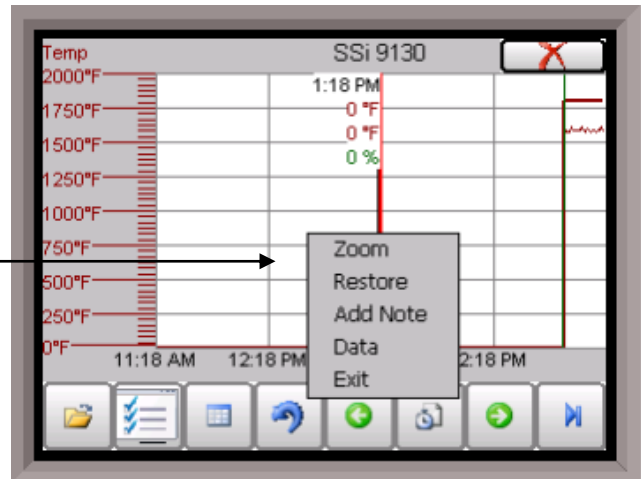 Temp
SSi 9130
2000°F
1:18 PM
1750°F
0 °F
1500°F
0 °F
0 %
1250°F
1000°F
750°F
500°F
250°F
0°F
Zoom
Restore
Add Note
Data
Exit
11:18 AM
12:18 PM
2:18 PM